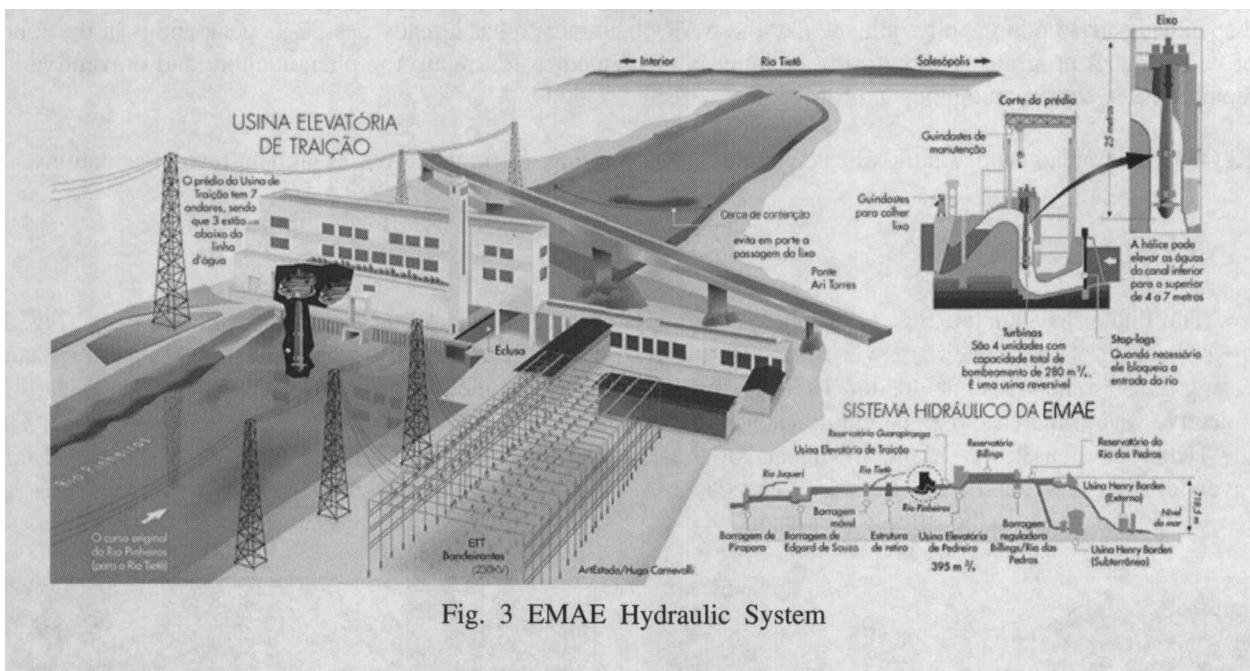 ← Interior Rio Tietê Salesópolis →
USINA ELEVATÓRIA
DE TRAIÇÃO
O prédio da Usina de
Traição tem 7
andares, sendo
que 3 estão
abaixo da
linha
d'água
Cerca de contenção
evita em parte a
passagem do lixo
Ponte
Ari Torres
Eclusa
Rio Pinheiros
O curso original
do Rio Pinheiros
(para o Rio Tietê)
ETT
Bandeirantes
(230KV)
ArtEstado/Hugo Carnevalli
Corte do prédio
Guindastes de
manutenção
Guindastes
para colher
lixo
Turbinas
São 4 unidades com
capacidade total de
bombeamento de 280 m³/s.
É uma usina reversível
Stop-logs
Quando necessário
ele bloqueia a
entrada do rio
Eixo
25 metros
A hélice pode
elevar as águas
do canal inferior
para o superior
de 4 a 7 metros
SISTEMA HIDRÁULICO DA EMAE
Reservatório Guarapiranga
Usina Elevatória de Traição
Rio Juqueri
Rio Tietê
Reservatório
Billings
Reservatório do
Rio das Pedras
Usina Henry Borden
(Externa)
Nível
do mar
718,5 m
Rio Pinheiros
Barragem
móvel
Barragem de
Pirapora
Barragem de
Edgard de Souza
Estrutura
de retiro
Usina Elevatória
de Pedreira
395 m³/s
Barragem
reguladora
Billings/Rio das
Pedras
Usina Henry Borden
(Subterrânea)
Fig. 3 EMAE Hydraulic System